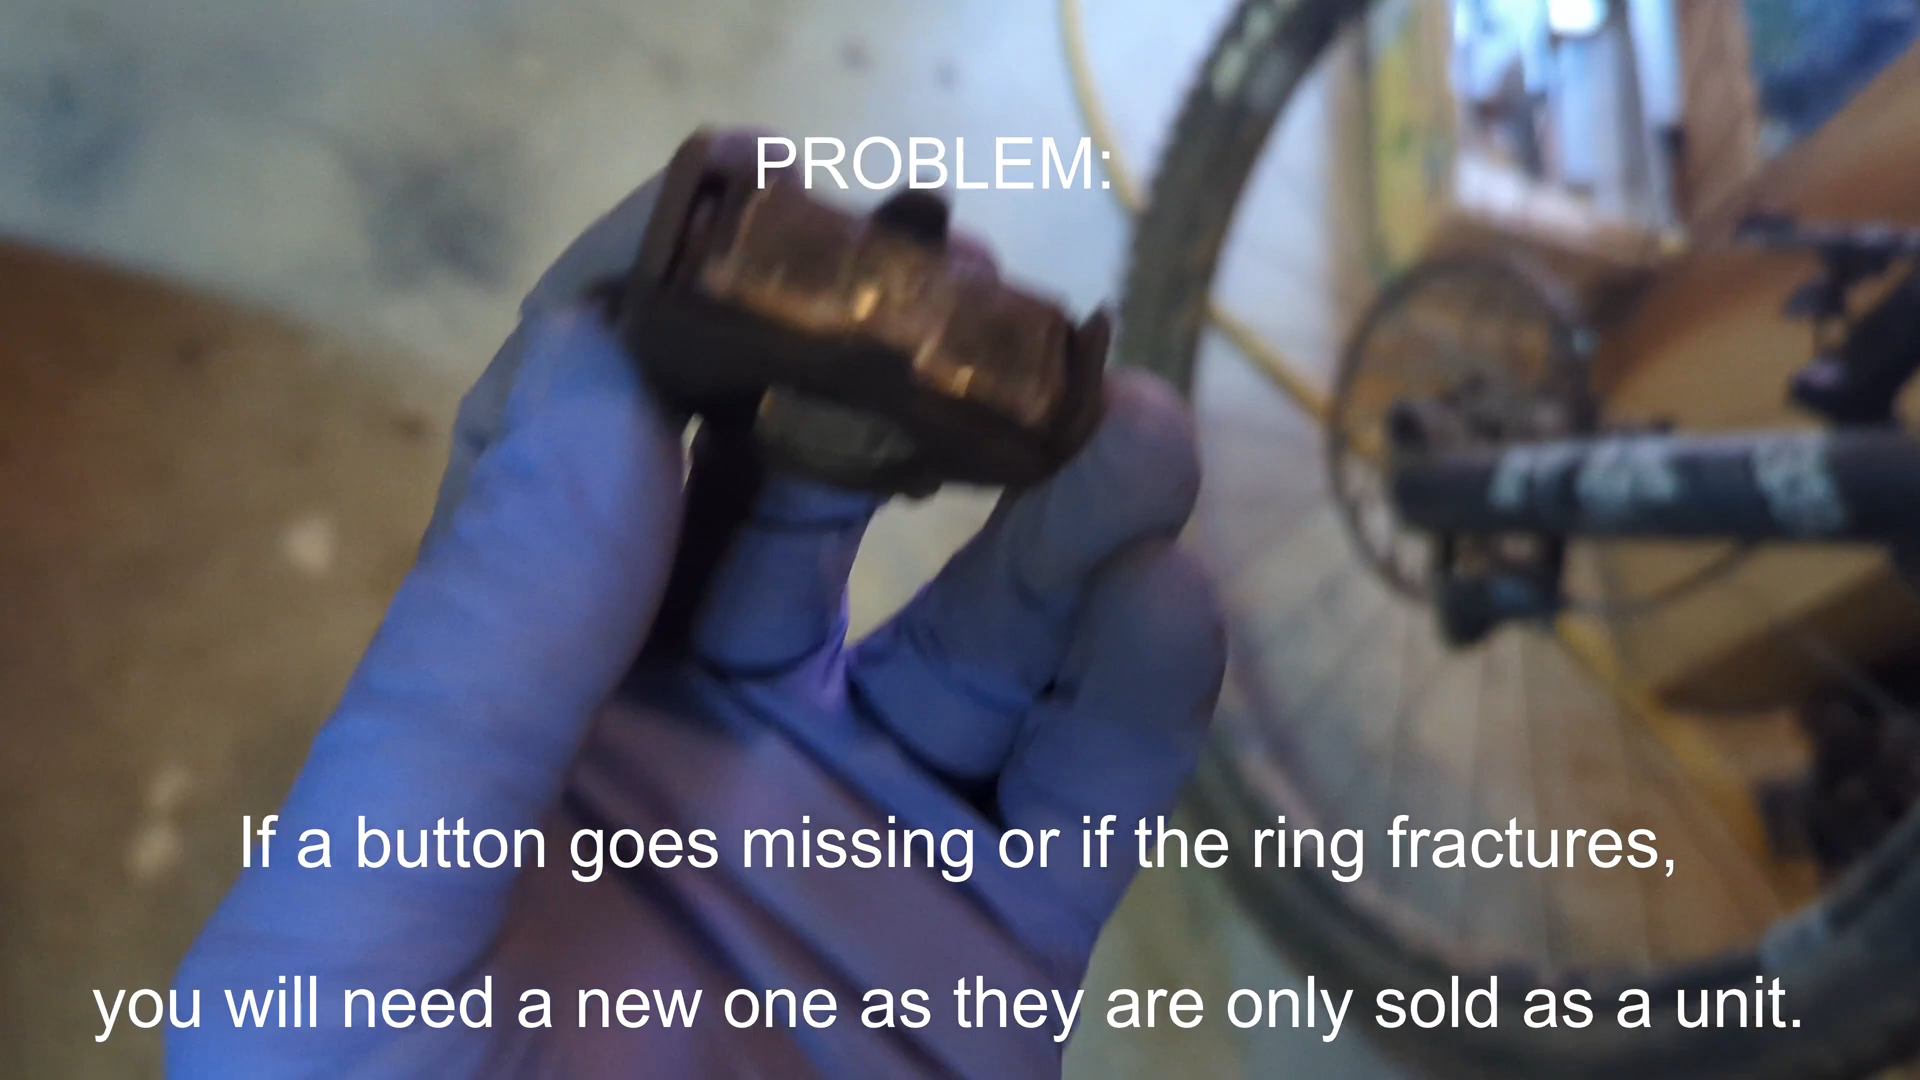 PROBLEM:
If a button goes missing or if the ring fractures,
you will need a new one as they are only sold as a unit.